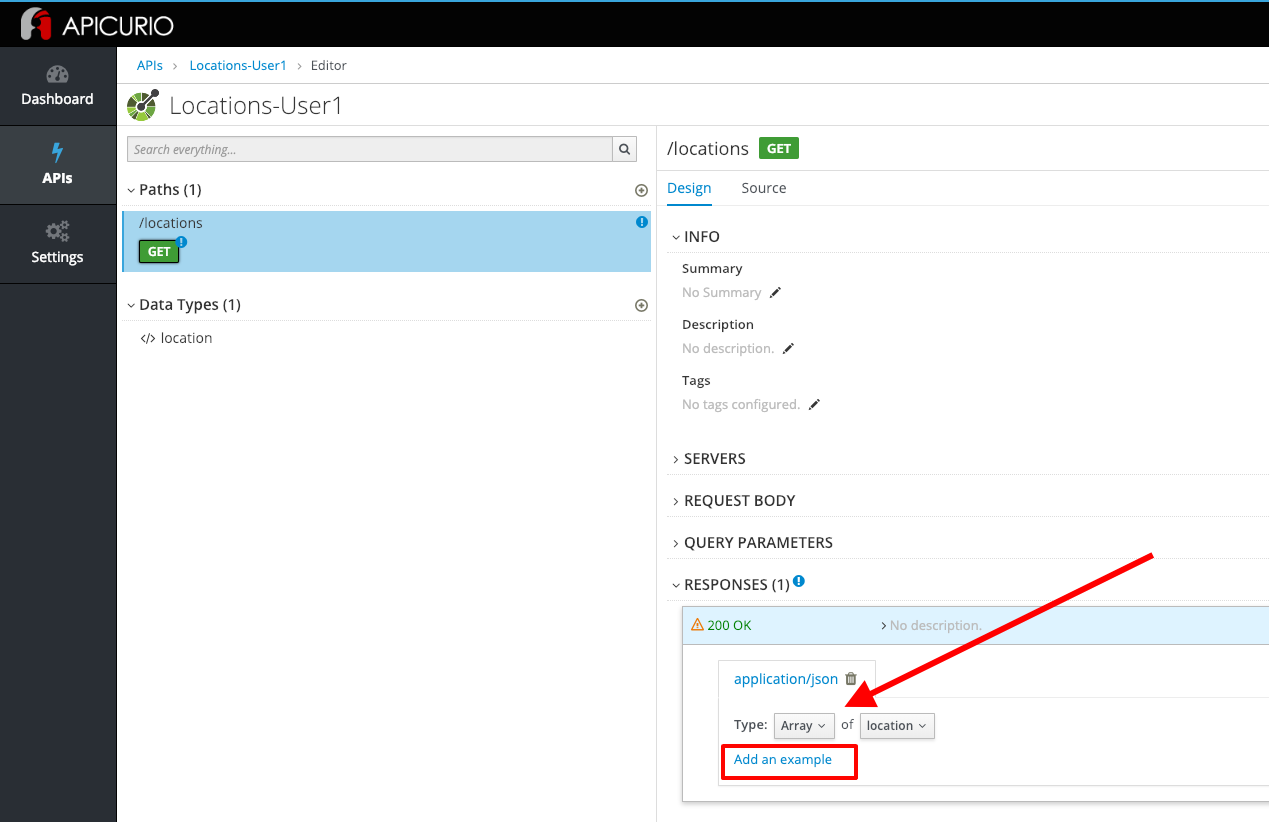 APICURIO
Dashboard
APIs
Settings
APIs > Locations-User1 > Editor
Locations-User1
Search everything...
Paths (1)
/locations
GET
Data Types (1)
</> location
/locations GET
Design Source
INFO
Summary
No Summary
Description
No description.
Tags
No tags configured.
SERVERS
REQUEST BODY
QUERY PARAMETERS
RESPONSES (1)
200 OK > No description.
application/json
Type: Array of location
Add an example